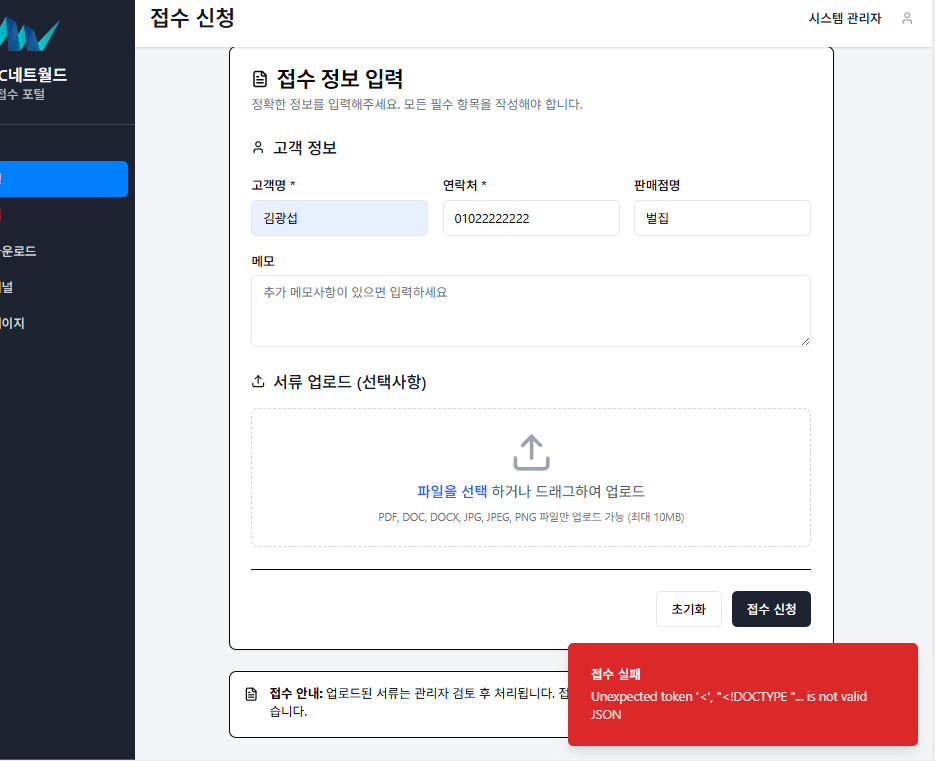 접수 신청
시스템 관리자
C네트월드
접수 포털
운로드
널
이지
접수 정보 입력
정확한 정보를 입력해주세요. 모든 필수 항목을 작성해야 합니다.
고객 정보
고객명 * 연락처 * 판매점명
김광섭 01022222222 벌집
메모
추가 메모사항이 있으면 입력하세요
서류 업로드 (선택사항)
파일을 선택 하거나 드래그하여 업로드
PDF, DOC, DOCX, JPG, JPEG, PNG 파일만 업로드 가능 (최대 10MB)
초기화 접수 신청
접수 안내: 업로드된 서류는 관리자 검토 후 처리됩니다. 접
습니다.
접수 실패
Unexpected token '<', "<!DOCTYPE "... is not valid
JSON